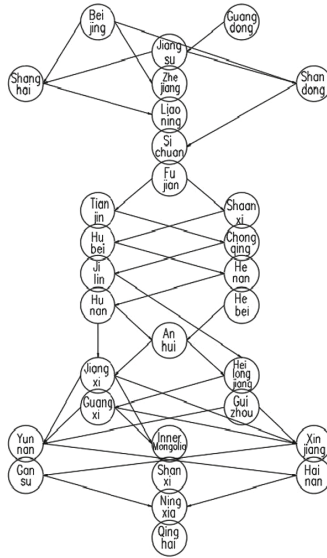 Bei
jing
Guang
dong
Jiang
su
Shang
hai
Zhe
jiang
Shan
dong
Liao
ning
Si
chuan
Fu
jian
Tian
jin
Shaan
xi
Hu
bei
Chong
qing
Ji
lin
He
nan
Hu
nan
He
bei
An
hui
Jiang
xi
Hei
long
jiang
Guang
xi
Gui
zhou
Yun
nan
Inner
Mongolia
Xin
jiang
Gan
su
Shan
xi
Hai
nan
Ning
xia
Qing
hai